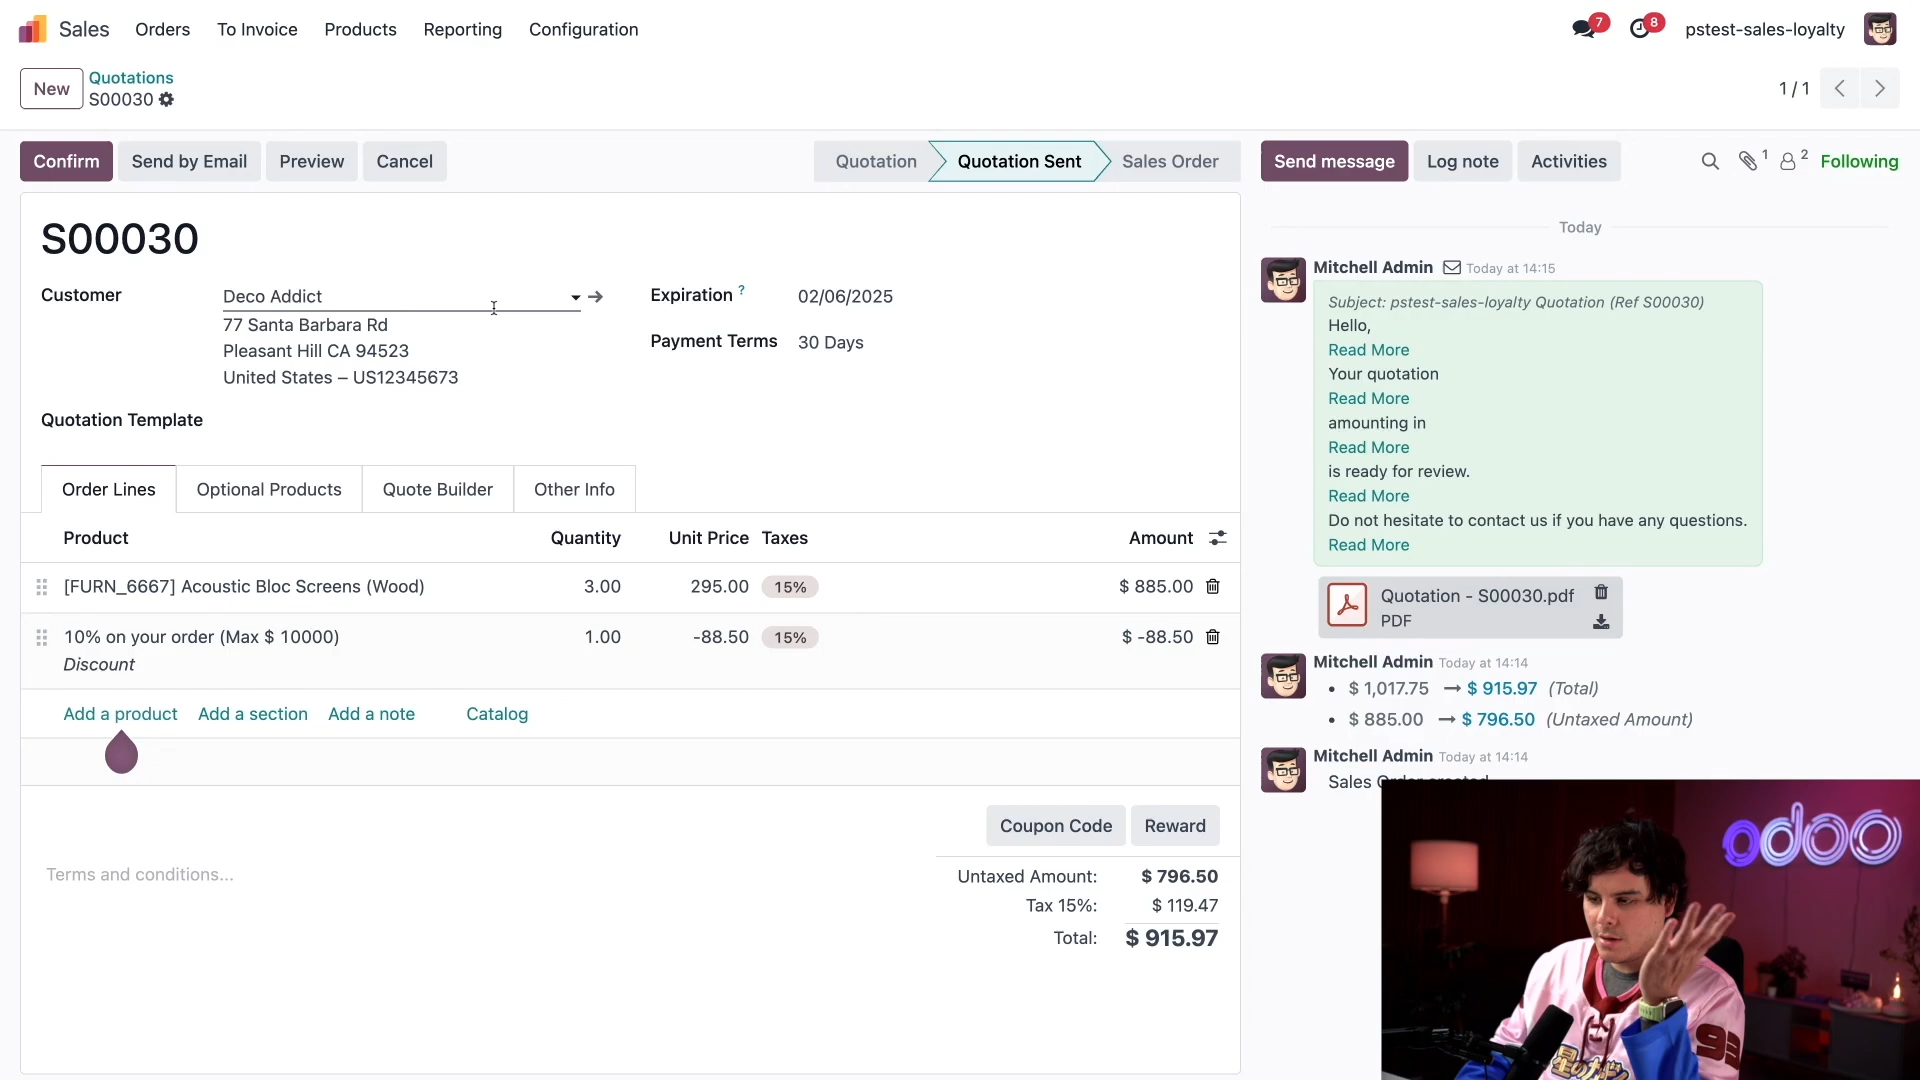 Sales Orders To Invoice Products Reporting Configuration
7 8 pstest-sales-loyalty
New Quotations
S00030
1 / 1
Confirm Send by Email Preview Cancel
Quotation Quotation Sent Sales Order
Send message Log note Activities 1 2 Following
S00030
Customer Deco Addict
77 Santa Barbara Rd
Pleasant Hill CA 94523
United States – US12345673
Expiration ? 02/06/2025
Payment Terms 30 Days
Quotation Template
Order Lines Optional Products Quote Builder Other Info
Product Quantity Unit Price Taxes Amount
[FURN_6667] Acoustic Bloc Screens (Wood) 3.00 295.00 15% $ 885.00
10% on your order (Max $ 10000) 1.00 -88.50 15% $ -88.50
Discount
Add a product Add a section Add a note Catalog
Coupon Code Reward
Terms and conditions...
Untaxed Amount: $ 796.50
Tax 15%: $ 119.47
Total: $ 915.97
Today
Mitchell Admin Today at 14:15
Subject: pstest-sales-loyalty Quotation (Ref S00030)
Hello,
Read More
Your quotation
Read More
amounting in
Read More
is ready for review.
Read More
Do not hesitate to contact us if you have any questions.
Read More
Quotation - S00030.pdf
PDF
Mitchell Admin Today at 14:14
• $ 1,017.75 → $ 915.97 (Total)
• $ 885.00 → $ 796.50 (Untaxed Amount)
Mitchell Admin Today at 14:14
Sales
odoo
93